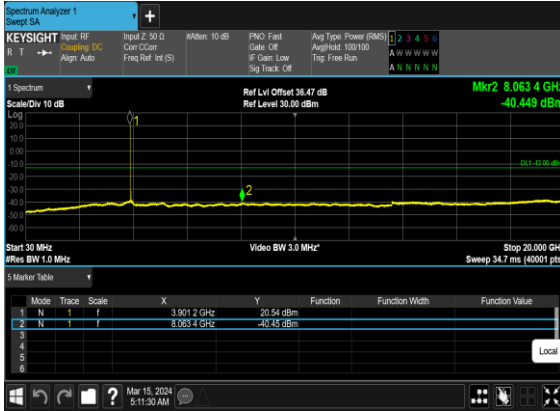 Spectrum Analyzer 1
Swept SA
+
KEYSIGHT Input: RF Input Z: 50 Ω #Atten: 10 dB PNO: Fast Avg Type: Power (RMS) 1 2 3 4 5 6
R T Coupling: DC Corr CCorr Gate: Off Avg|Hold: 100/100 A W W W W W
Align: Auto Freq Ref: Int (S) IF Gain: Low Trig: Free Run
Sig Track: Off A N N N N N
1 Spectrum
Ref Lvl Offset 36.47 dB Mkr2 8.063 4 GHz
Scale/Div 10 dB Ref Level 30.00 dBm -40.449 dBm
Log
20.0
10.0
0.00
-10.0
-20.0
-30.0
-40.0
-50.0
-60.0
1
2
DL1 -13.00 dBm
Start 30 MHz Video BW 3.0 MHz* Stop 20.000 GH
#Res BW 1.0 MHz Sweep 34.7 ms (40001 pts
5 Marker Table
Mode Trace Scale X Y Function Function Width Function Value
1 N 1 f 3.901 2 GHz 20.54 dBm
2 N 1 f 8.063 4 GHz -40.45 dBm
3
4
5
6
Local
? Mar 15, 2024
5:11:30 AM